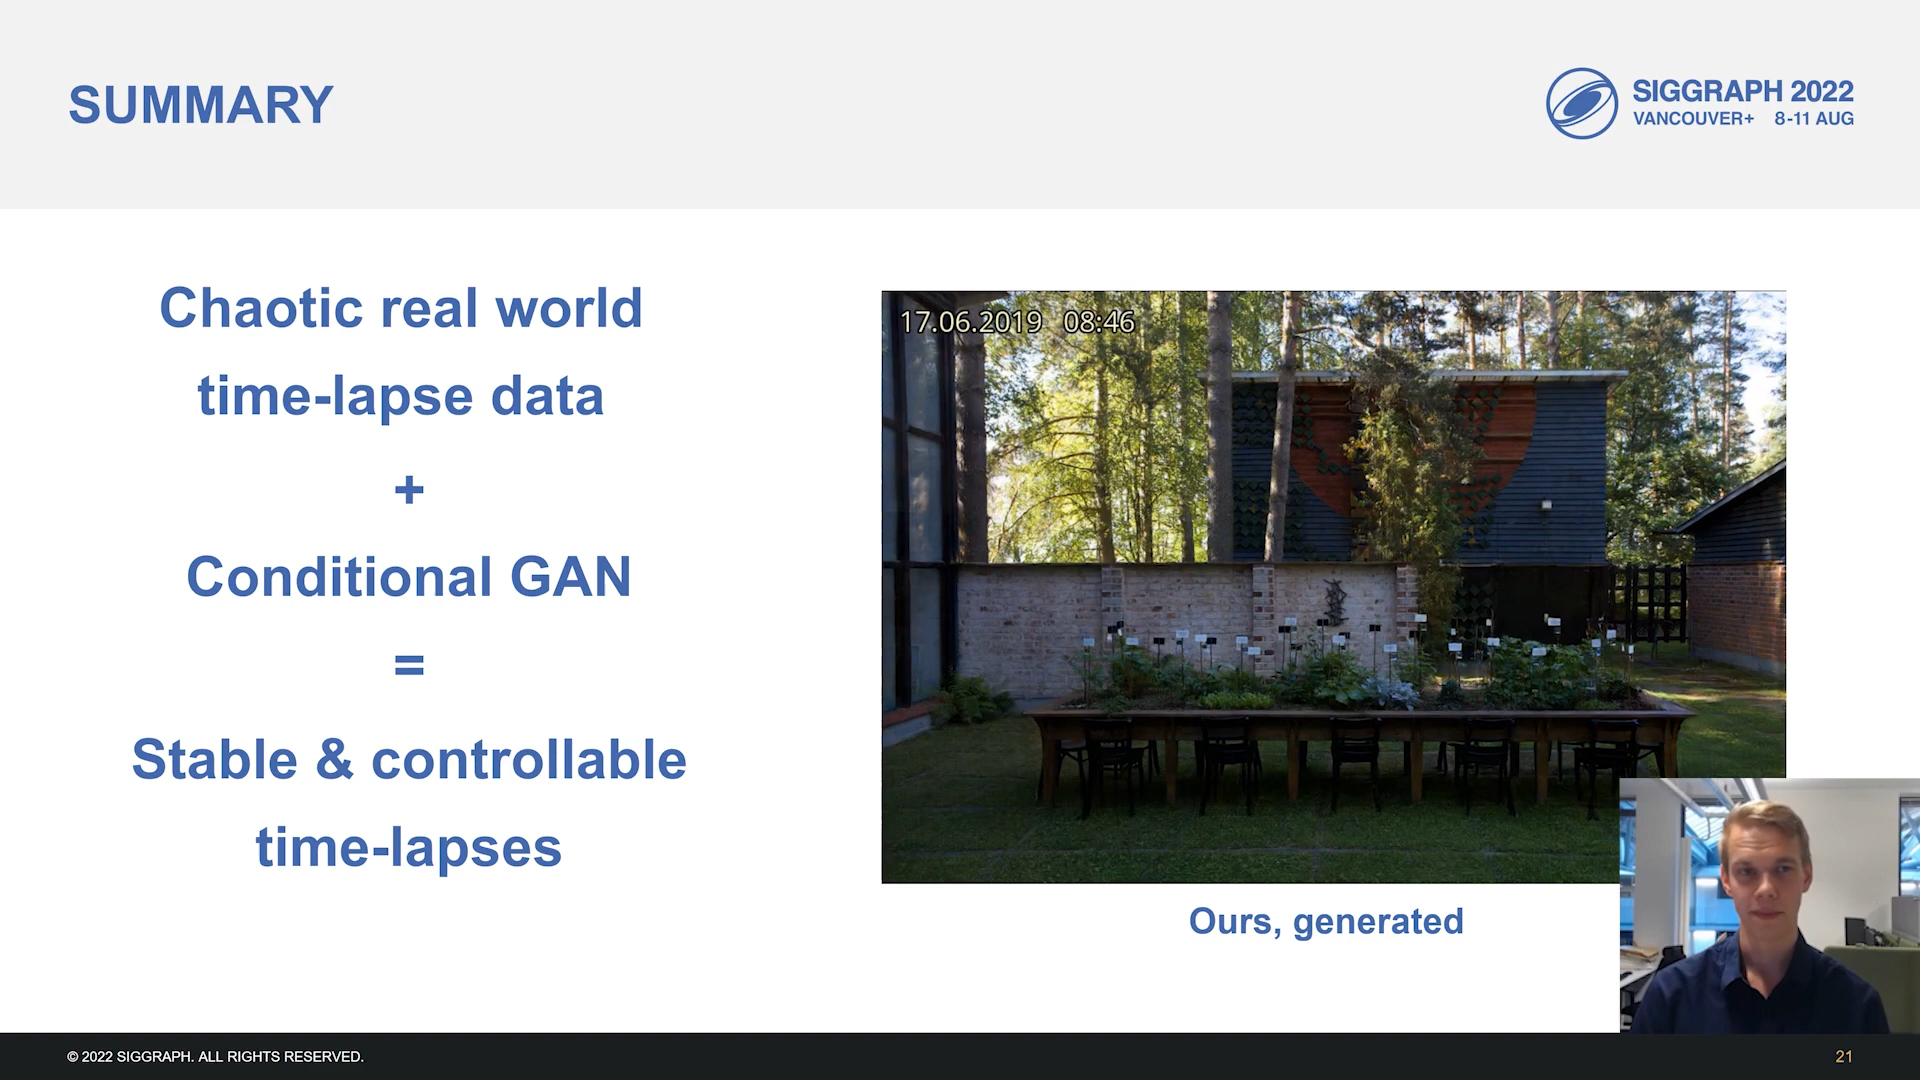 SUMMARY
SIGGRAPH 2022
VANCOUVER+ 8-11 AUG
Chaotic real world
time-lapse data
+
Conditional GAN
=
Stable & controllable
time-lapses
17.06.2019 08:46
Ours, generated
© 2022 SIGGRAPH. ALL RIGHTS RESERVED.
21